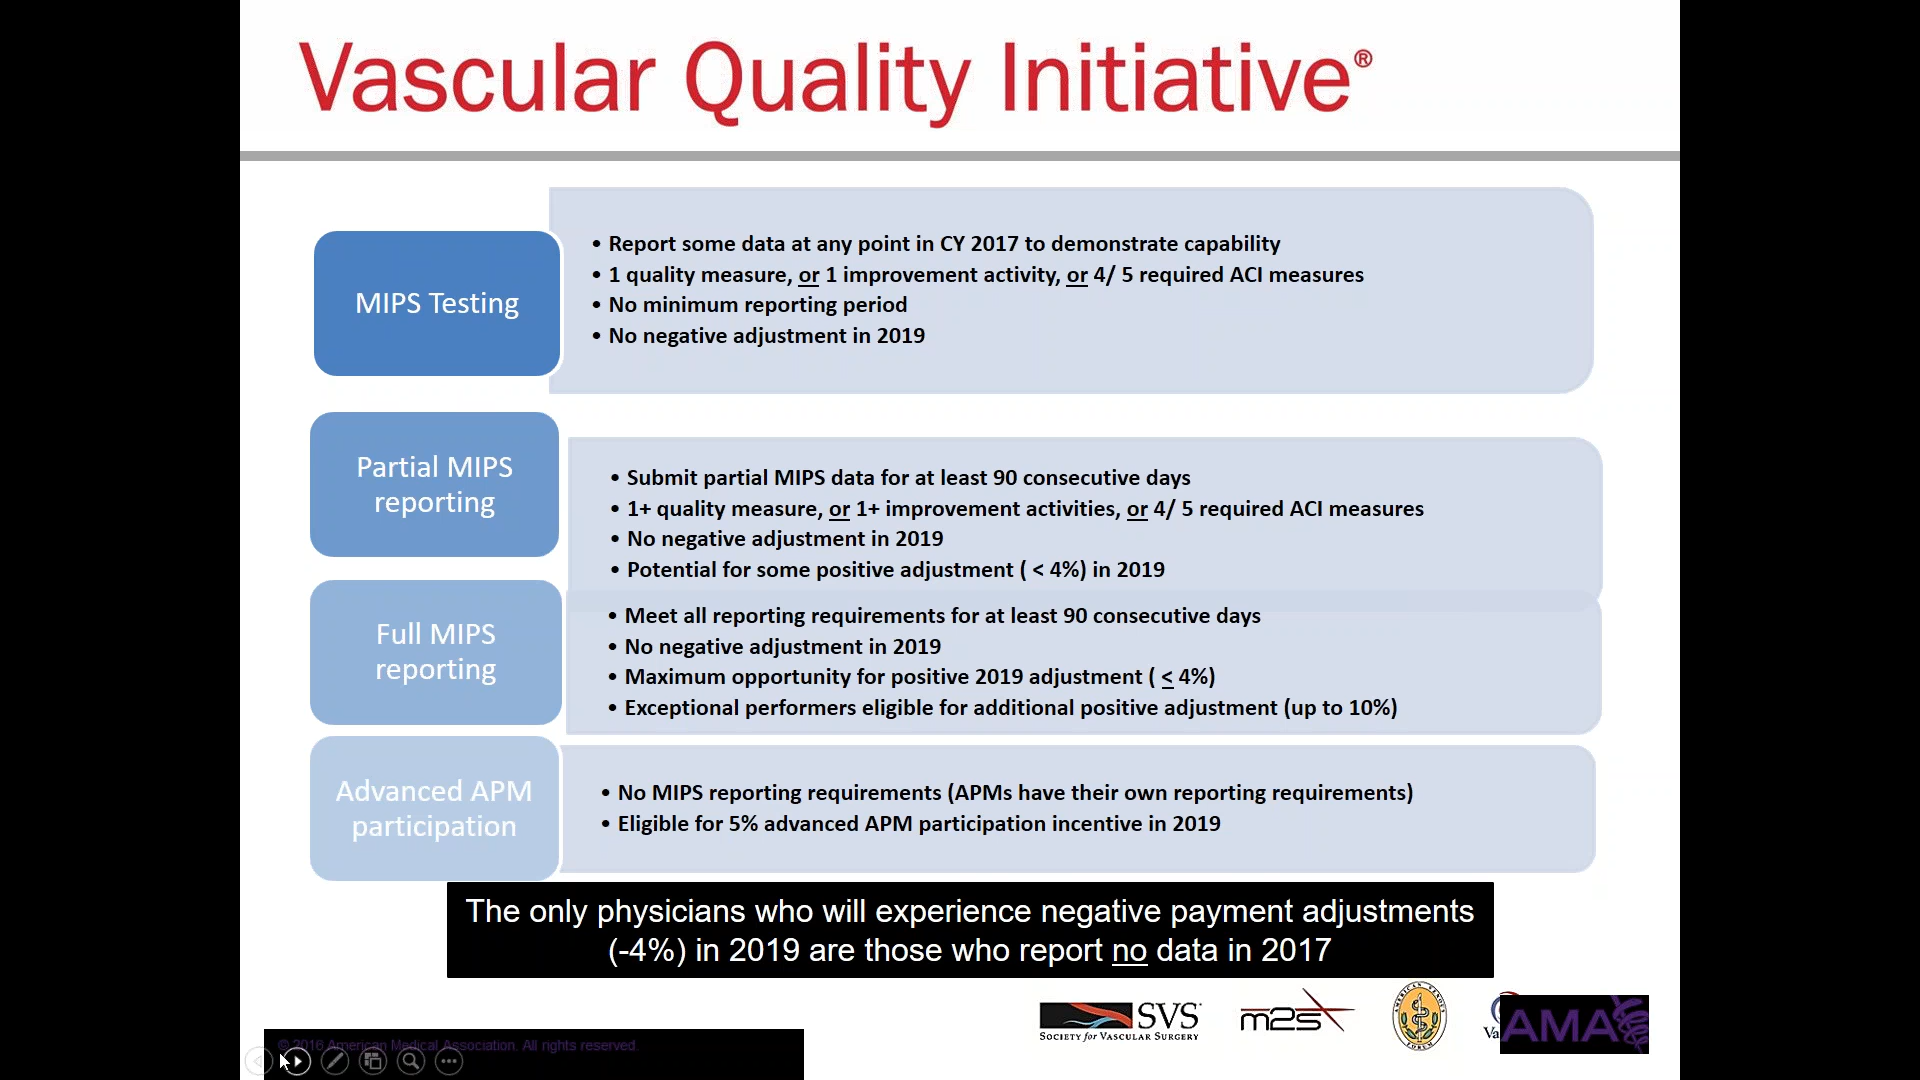 Vascular Quality Initiative®
MIPS Testing
• Report some data at any point in CY 2017 to demonstrate capability
• 1 quality measure, or 1 improvement activity, or 4/ 5 required ACI measures
• No minimum reporting period
• No negative adjustment in 2019
Partial MIPS
reporting
• Submit partial MIPS data for at least 90 consecutive days
• 1+ quality measure, or 1+ improvement activities, or 4/ 5 required ACI measures
• No negative adjustment in 2019
• Potential for some positive adjustment ( < 4%) in 2019
Full MIPS
reporting
• Meet all reporting requirements for at least 90 consecutive days
• No negative adjustment in 2019
• Maximum opportunity for positive 2019 adjustment ( < 4%)
• Exceptional performers eligible for additional positive adjustment (up to 10%)
Advanced APM
participation
• No MIPS reporting requirements (APMs have their own reporting requirements)
• Eligible for 5% advanced APM participation incentive in 2019
The only physicians who will experience negative payment adjustments
(-4%) in 2019 are those who report no data in 2017
SVS
SOCIETY for VASCULAR SURGERY
m2s
AMERICAN VENOUS FORUM
AMA
© 2016 American Medical Association. All rights reserved.